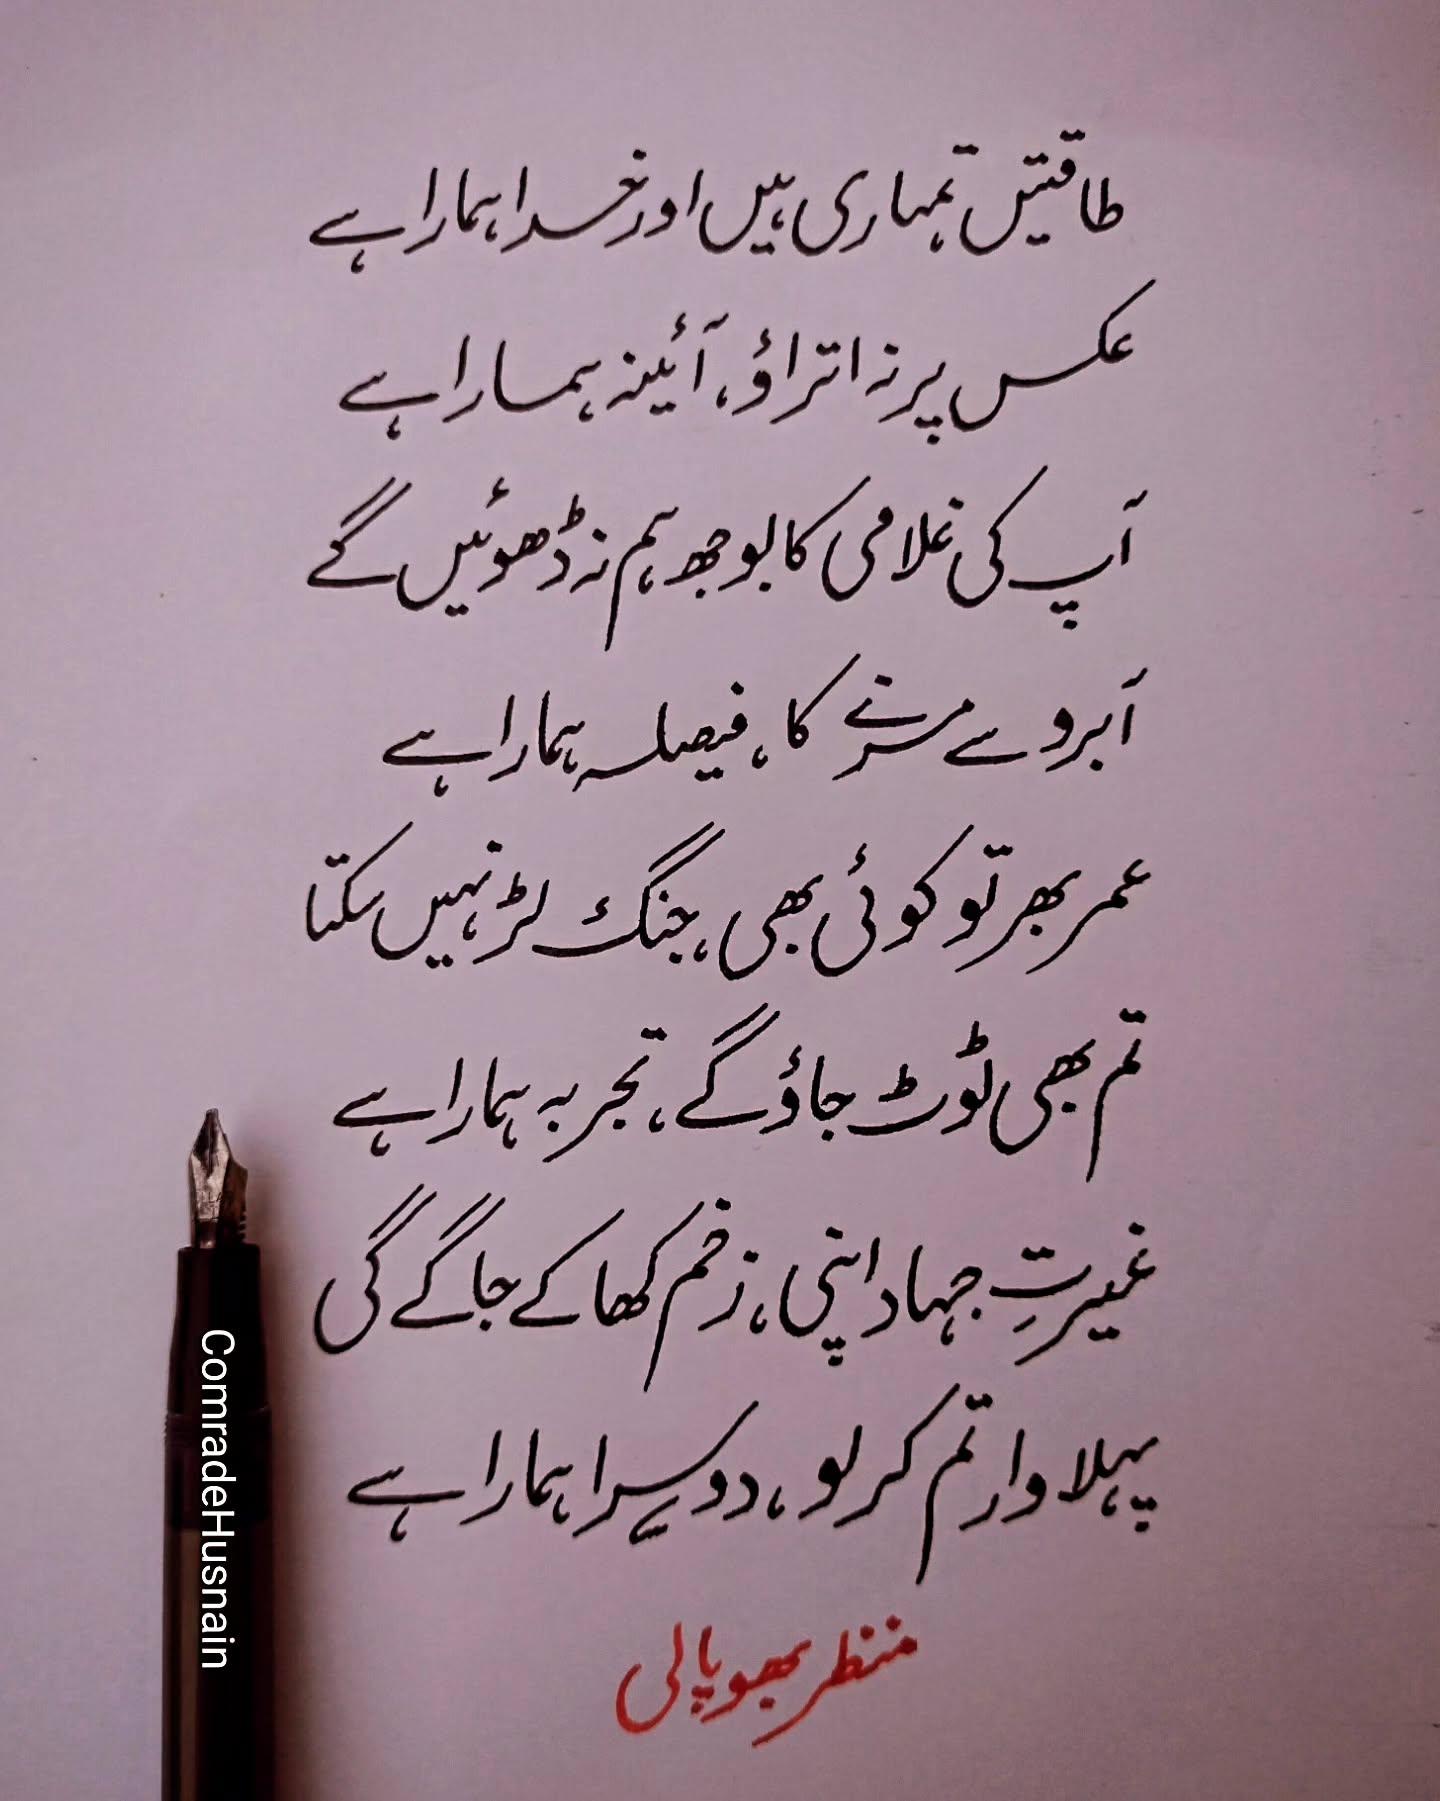 طاقتیں تمہاری ہیں اور خدا ہمارا ہے
عکس پر نہ اتراؤ، آئینہ ہمارا ہے
آپ کی غلامی کا بوجھ ہم نہ ڈھوئیں گے
آبرو سے مرنے کا، فیصلہ ہمارا ہے
عمر بھر تو کوئی بھی، جنگ لڑ نہیں سکتا
تم بھی ٹوٹ جاؤ گے، تجربہ ہمارا ہے
غیرتِ جہاد اپنی، زخم کھا کے جاگے گی
پہلا وار تم کر لو، دوسرا ہمارا ہے
منظر بھوپالی
ComradeHusnain